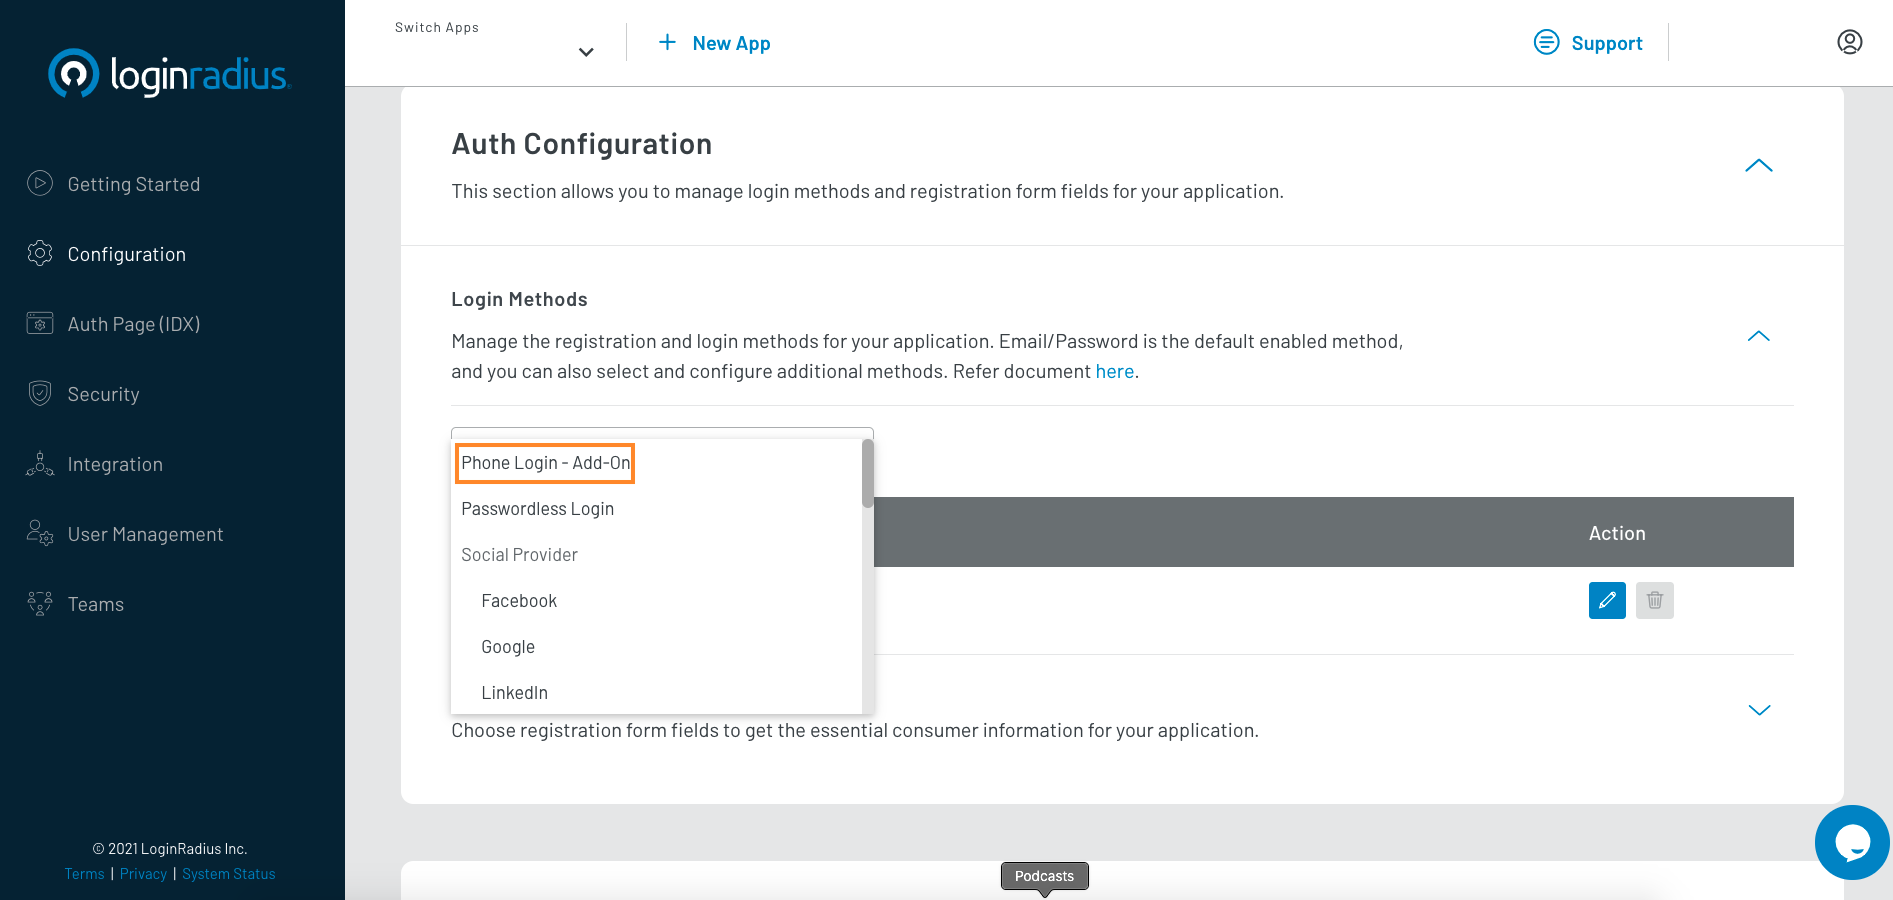 Switch Apps
New App
Support
loginradius
Getting Started
Configuration
Auth Page (IDX)
Security
Integration
User Management
Teams
© 2021 LoginRadius Inc.
Terms | Privacy | System Status
Auth Configuration
This section allows you to manage login methods and registration form fields for your application.
Login Methods
Manage the registration and login methods for your application. Email/Password is the default enabled method,
and you can also select and configure additional methods. Refer document here.
Phone Login - Add-On
Passwordless Login
Social Provider
Facebook
Google
LinkedIn
Action
Choose registration form fields to get the essential consumer information for your application.
Podcasts